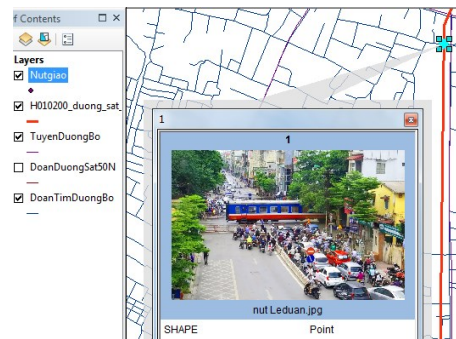 f Contents
Layers
Nutgiao
H010200_duong_sat_
TuyenDuongBo
DoanDuongSat50N
DoanTimDuongBo
1
1
nut Leduan.jpg
SHAPE Point